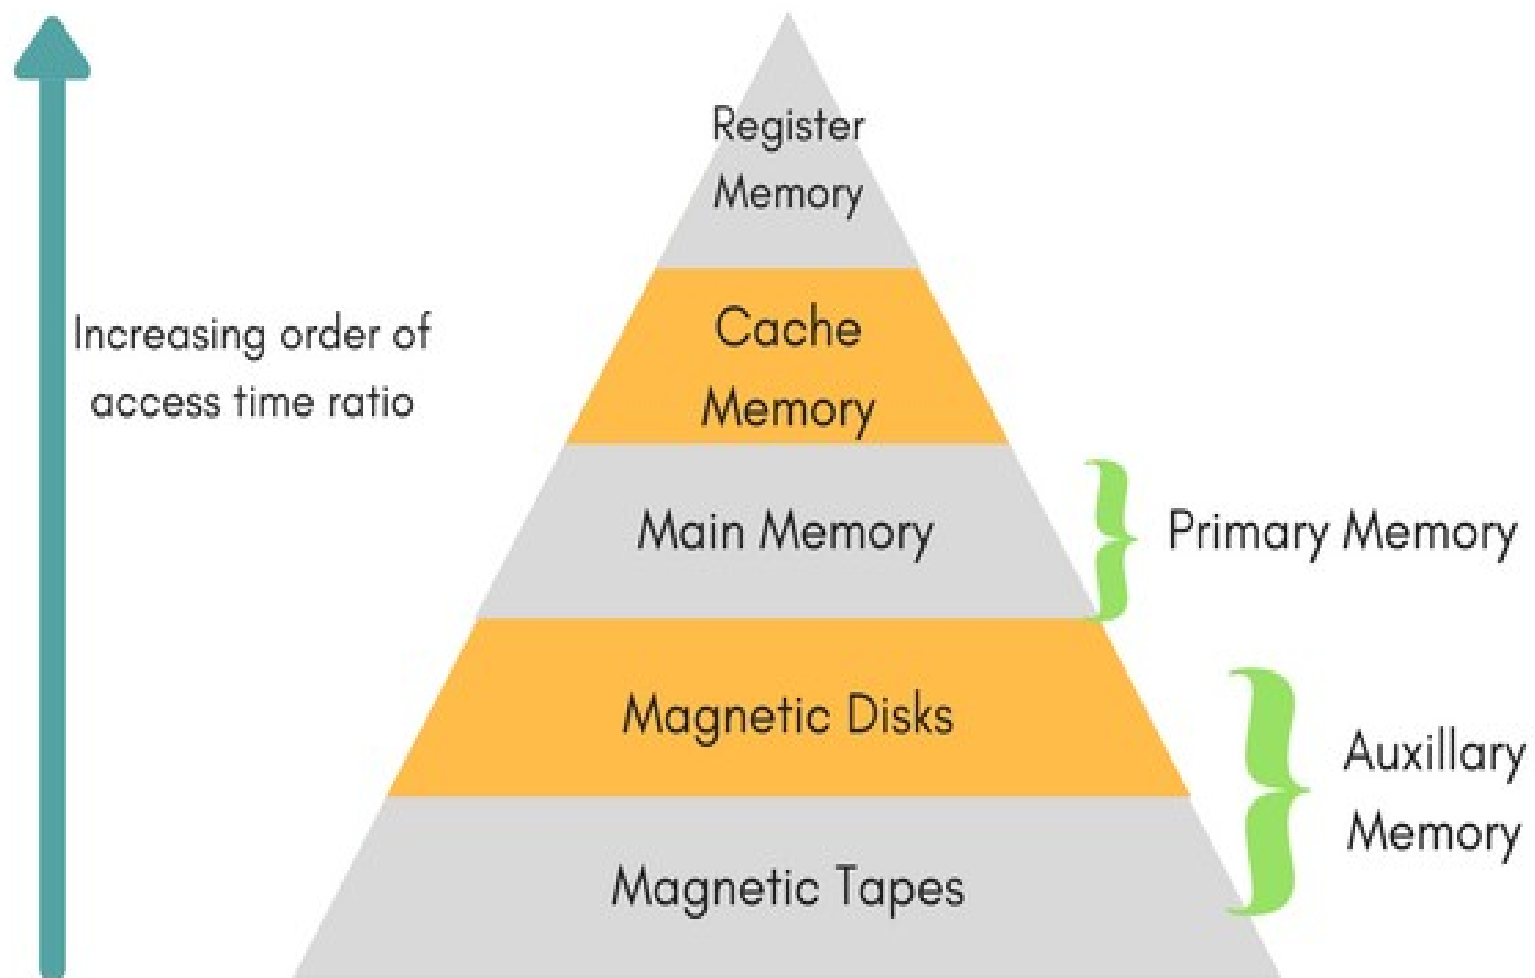 Register
Memory
Increasing order of
access time ratio
Cache
Memory
Main Memory
Primary Memory
Magnetic Disks
Auxillary
Memory
Magnetic Tapes